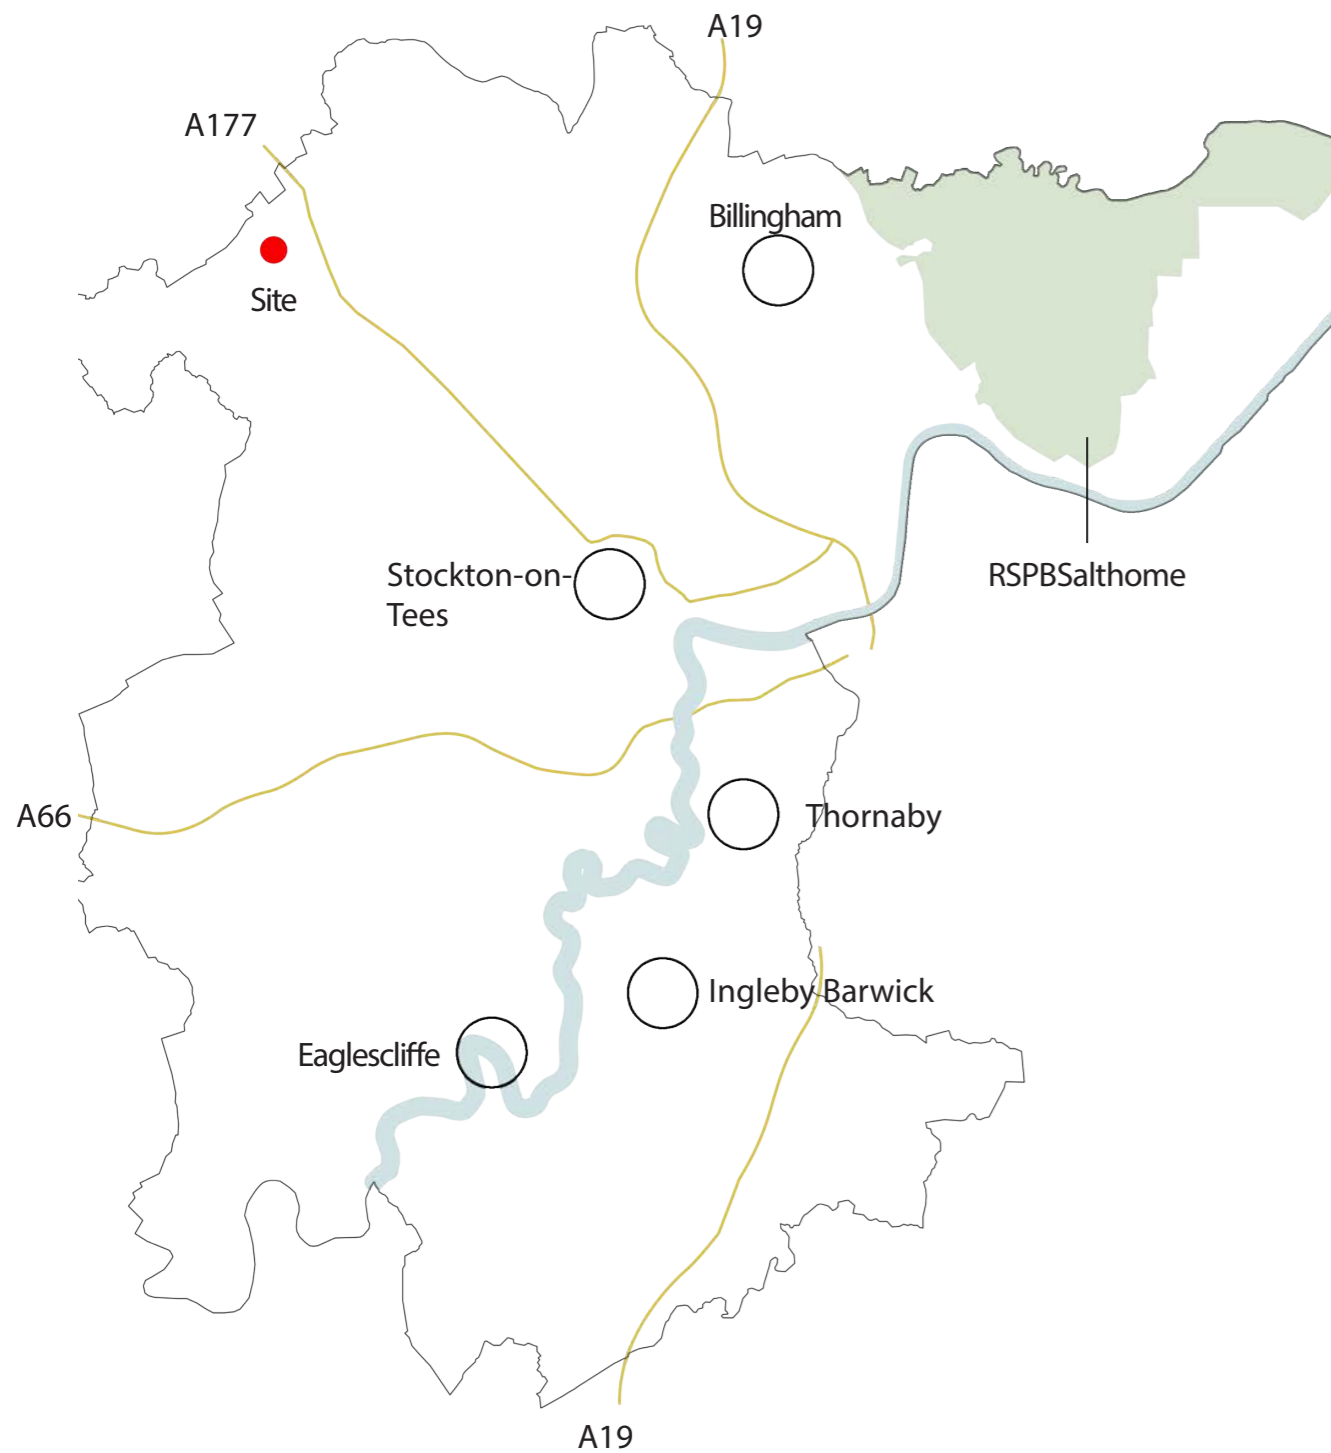 A19
A177
Billingham
Site
Stockton-on-
Tees
RSPBSalthome
A66
Thornaby
Ingleby Barwick
Eaglescliffe
A19